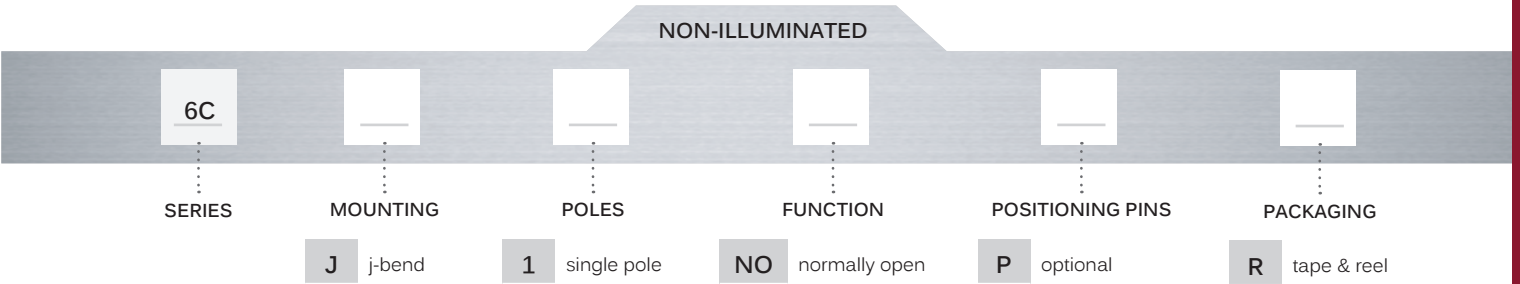 NON-ILLUMINATED
6C
SERIES MOUNTING POLES FUNCTION POSITIONING PINS PACKAGING
J j-bend 1 single pole NO normally open P optional R tape & reel